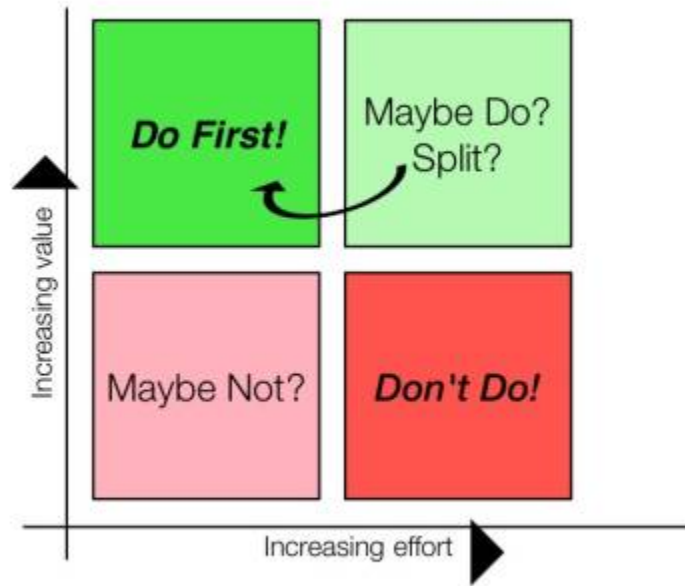 Do First!
Maybe Do?
Split?
Increasing value
Maybe Not?
Don't Do!
Increasing effort